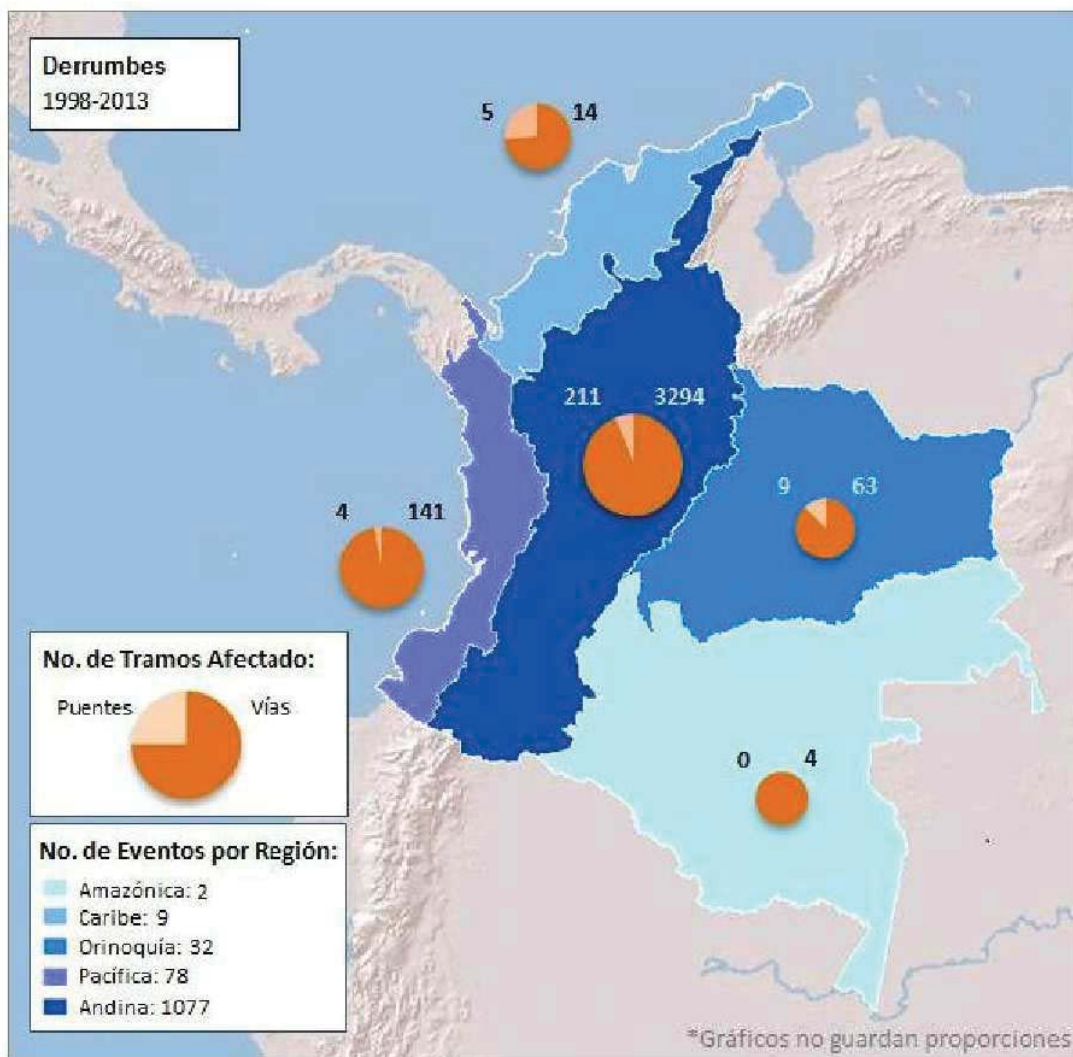 Derrumbes
1998-2013
5 14
211 3294
9 63
4 141
No. de Tramos Afectado:
Puentes Vías
0 4
No. de Eventos por Región:
Amazónica: 2
Caribe: 9
Orinoquía: 32
Pacífica: 78
Andina: 1077
*Gráficos no guardan proporciones